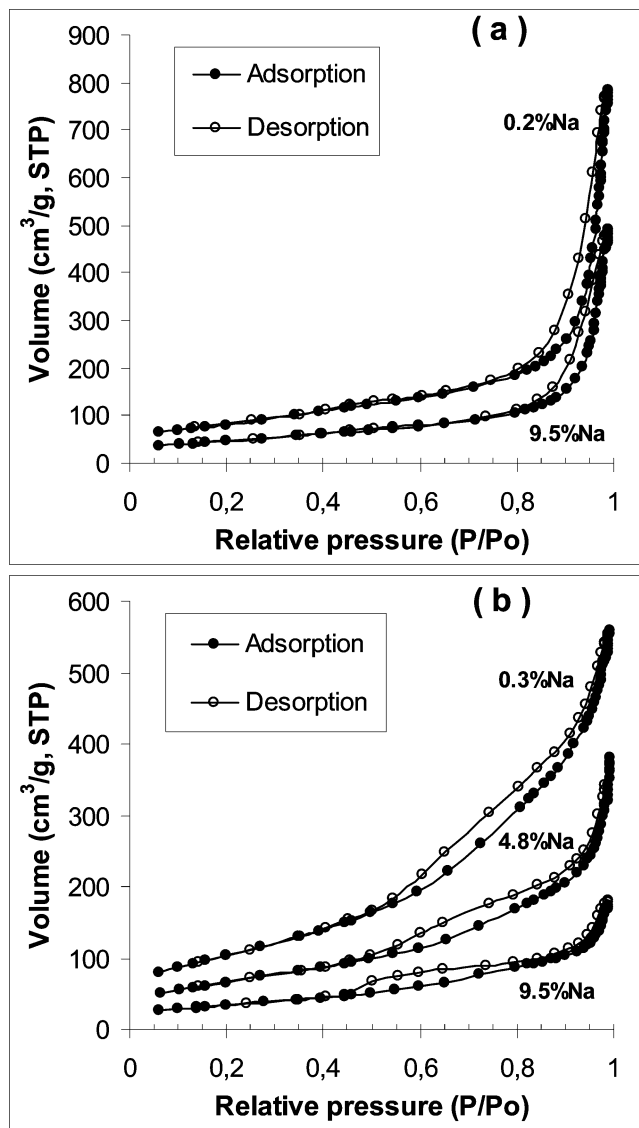 ( a )
900
800
700
600
500
400
300
200
100
0
Volume (cm³/g, STP)
Adsorption
Desorption
0.2%Na
9.5%Na
0 0,2 0,4 0,6 0,8 1
Relative pressure (P/Po)
( b )
600
500
400
300
200
100
0
Volume (cm³/g, STP)
Adsorption
Desorption
0.3%Na
4.8%Na
9.5%Na
0 0,2 0,4 0,6 0,8 1
Relative pressure (P/Po)